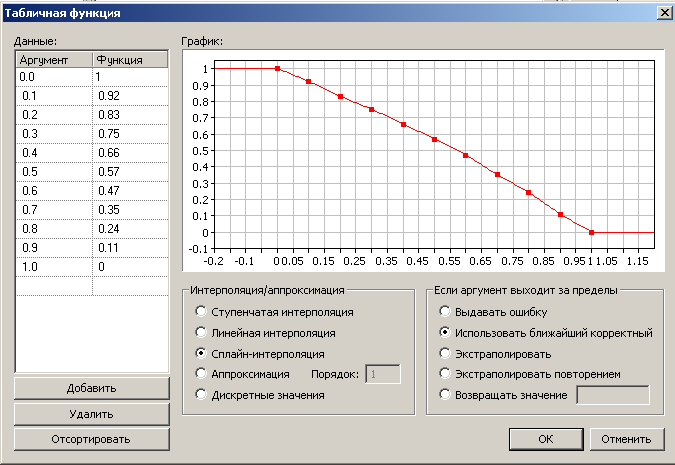 Табличная функция
Данные:
Аргумент Функция
0.0 1
0.1 0.92
0.2 0.83
0.3 0.75
0.4 0.66
0.5 0.57
0.6 0.47
0.7 0.35
0.8 0.24
0.9 0.11
1.0 0
Добавить
Удалить
Отсортировать
График:
1
0.9
0.8
0.7
0.6
0.5
0.4
0.3
0.2
0.1
0
-0.1
-0.2 -0.1 0 0.05 0.15 0.25 0.35 0.45 0.55 0.65 0.75 0.85 0.95 1 1.05 1.15
Интерполяция/аппроксимация
Ступенчатая интерполяция
Линейная интерполяция
Сплайн-интерполяция
Аппроксимация Порядок: 1
Дискретные значения
Если аргумент выходит за пределы
Выдавать ошибку
Использовать ближайший корректный
Экстраполировать
Экстраполировать повторением
Возвращать значение
OK Отменить